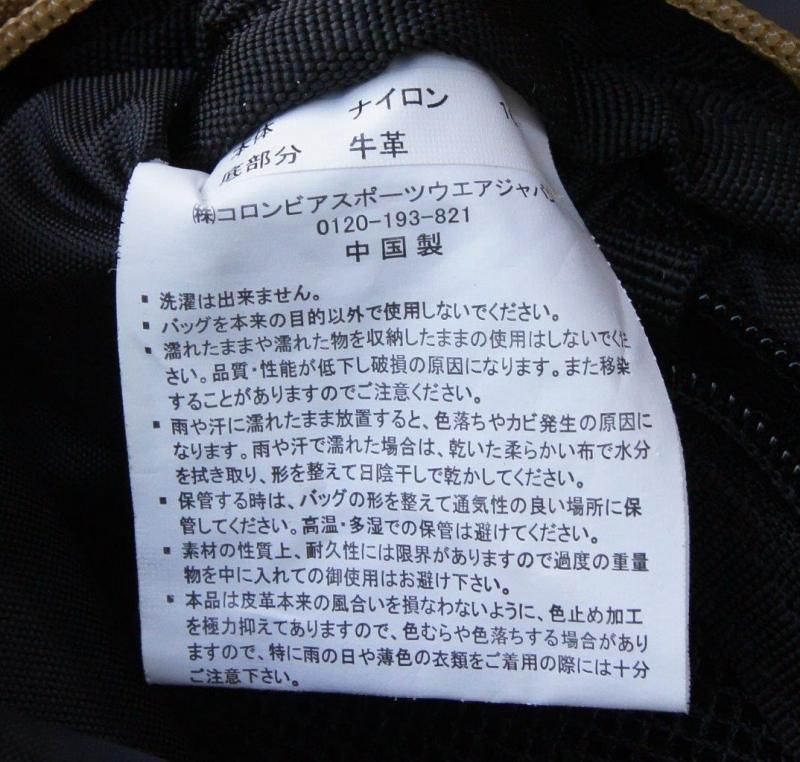 本体 ナイロン
底部分 牛革
㈱コロンビアスポーツウエアジャパ
0120-193-821
中国製
▪ 洗濯は出来ません。
▪ バッグを本来の目的以外で使用しないでください。
▪ 濡れたままや濡れた物を収納したままの使用はしないでくだ
さい。品質・性能が低下し破損の原因になります。また移染
することがありますのでご注意ください。
▪ 雨や汗に濡れたまま放置すると、色落ちやカビ発生の原因に
なります。雨や汗で濡れた場合は、乾いた柔らかい布で水分
を拭き取り、形を整えて日陰干しで乾かしてください。
▪ 保管する時は、バッグの形を整えて通気性の良い場所に保
管してください。高温・多湿での保管は避けてください。
▪ 素材の性質上、耐久性には限界がありますので過度の重量
物を中に入れての御使用はお避け下さい。
▪ 本品は皮革本来の風合いを損なわないように、色止め加工
を極力抑えてありますので、色むらや色落ちする場合があり
ますので、特に雨の日や薄色の衣類をご着用の際には十分
ご注意下さい。